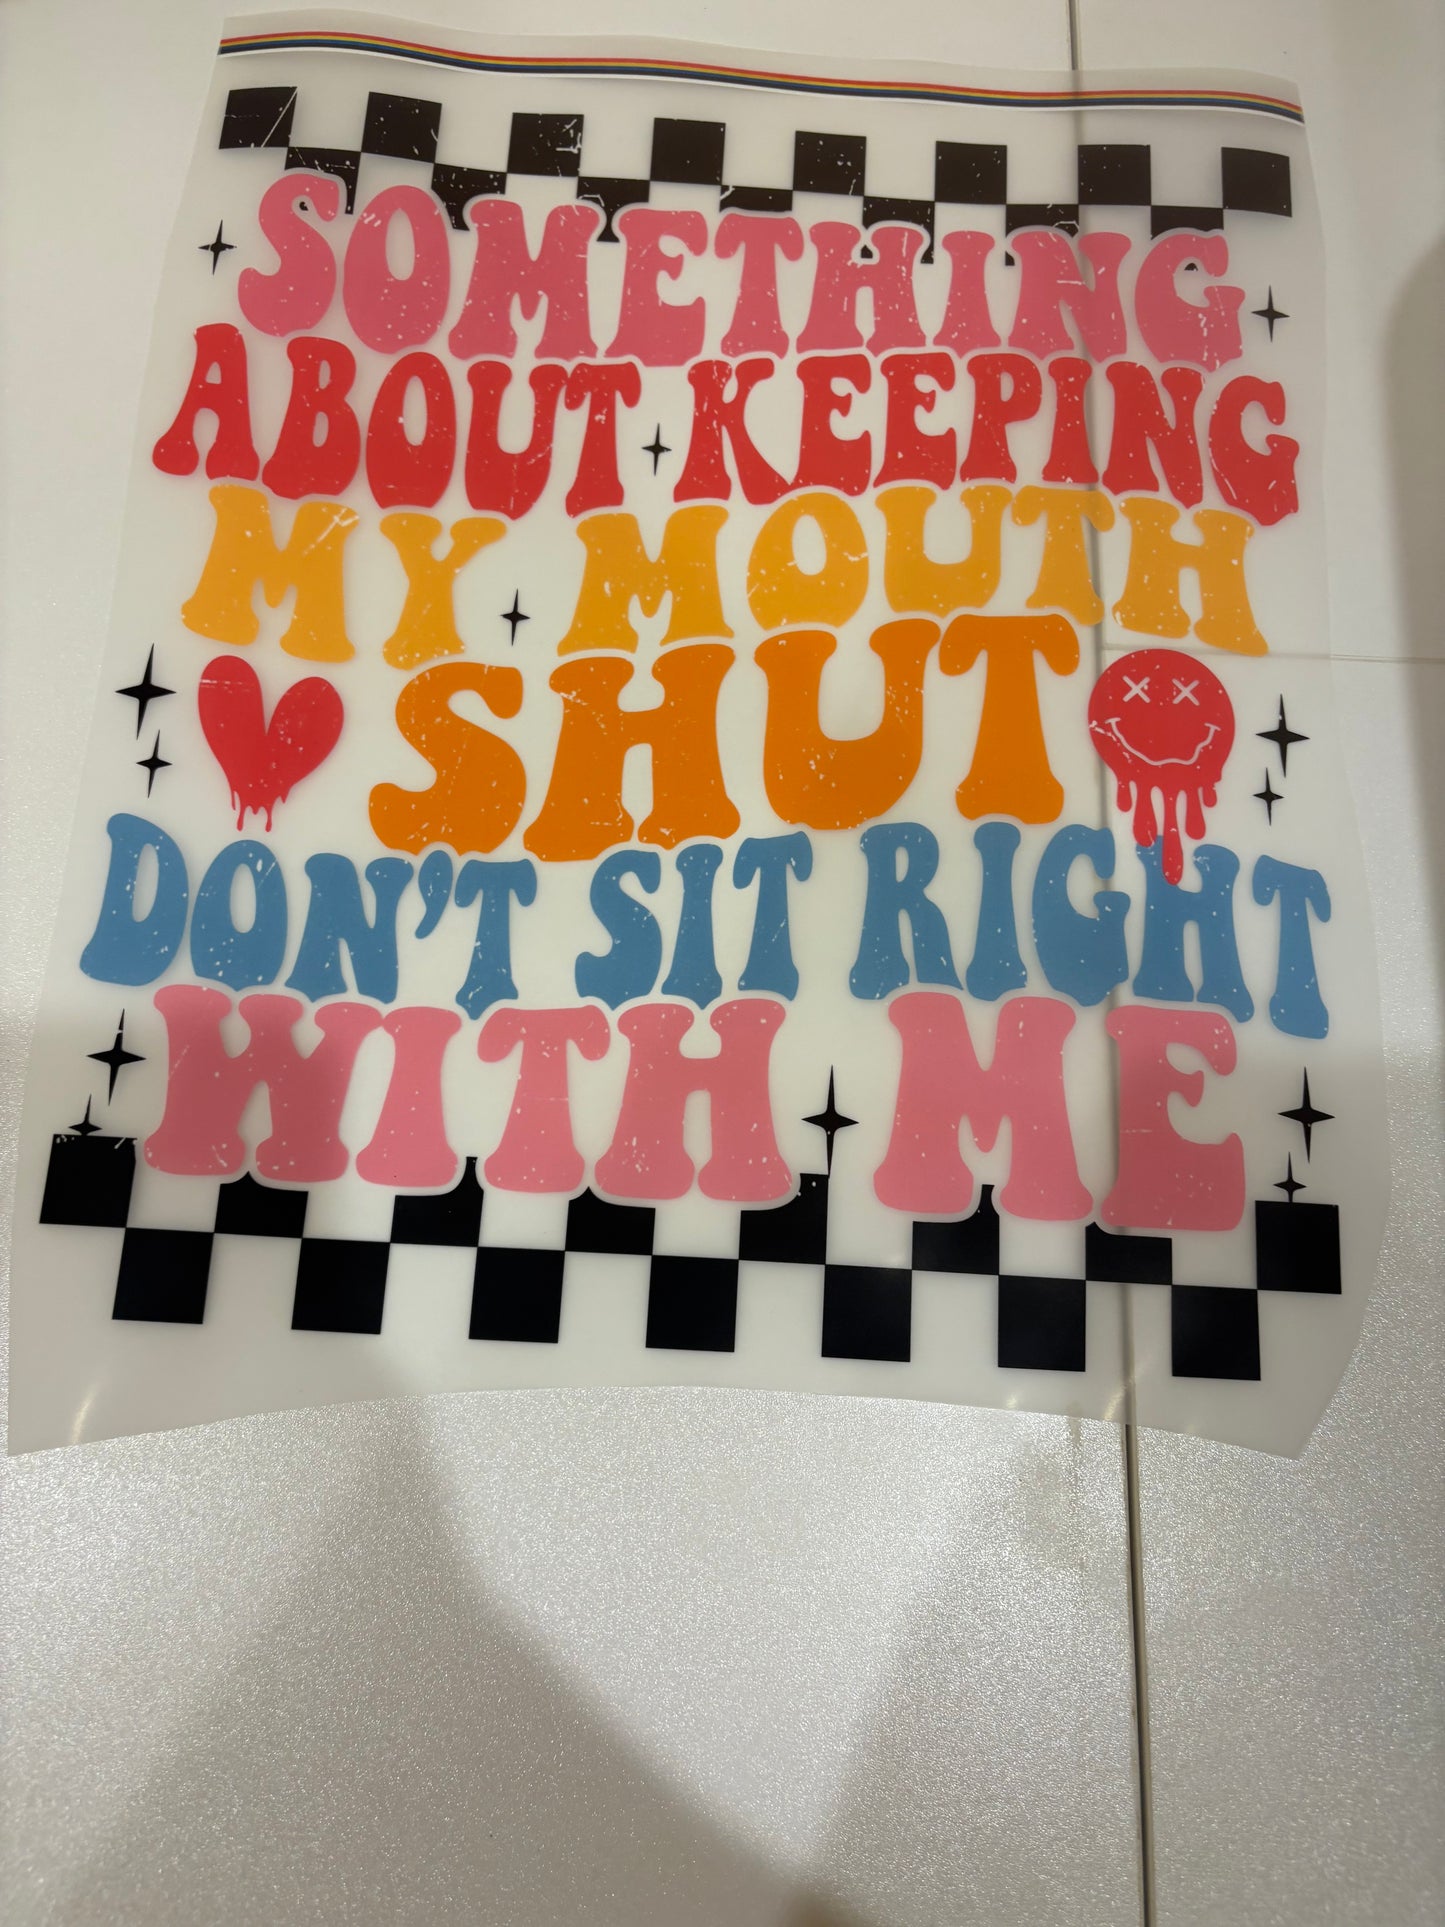 SOMETHING
ABOUT KEEPING
MY MOUTH
SHUT
DON'T SIT RIGHT
WITH ME